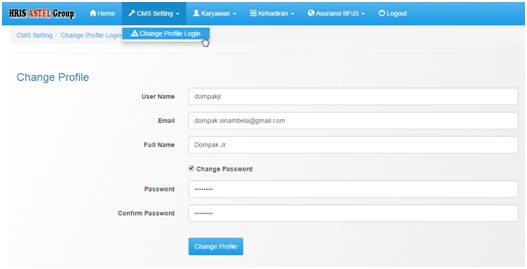 HRIS ASTEL Group Home CMS Setting Karyawan Kehadiran Asuransi BPJS Logout
Change Profile Login
CMS Setting / Change Profile Login
Change Profile
User Name dompakjr
Email dompak.sinambela@gmail.com
Full Name Dompak Jr
Change Password
Password ••••••••
Confirm Password ••••••••
Change Profile